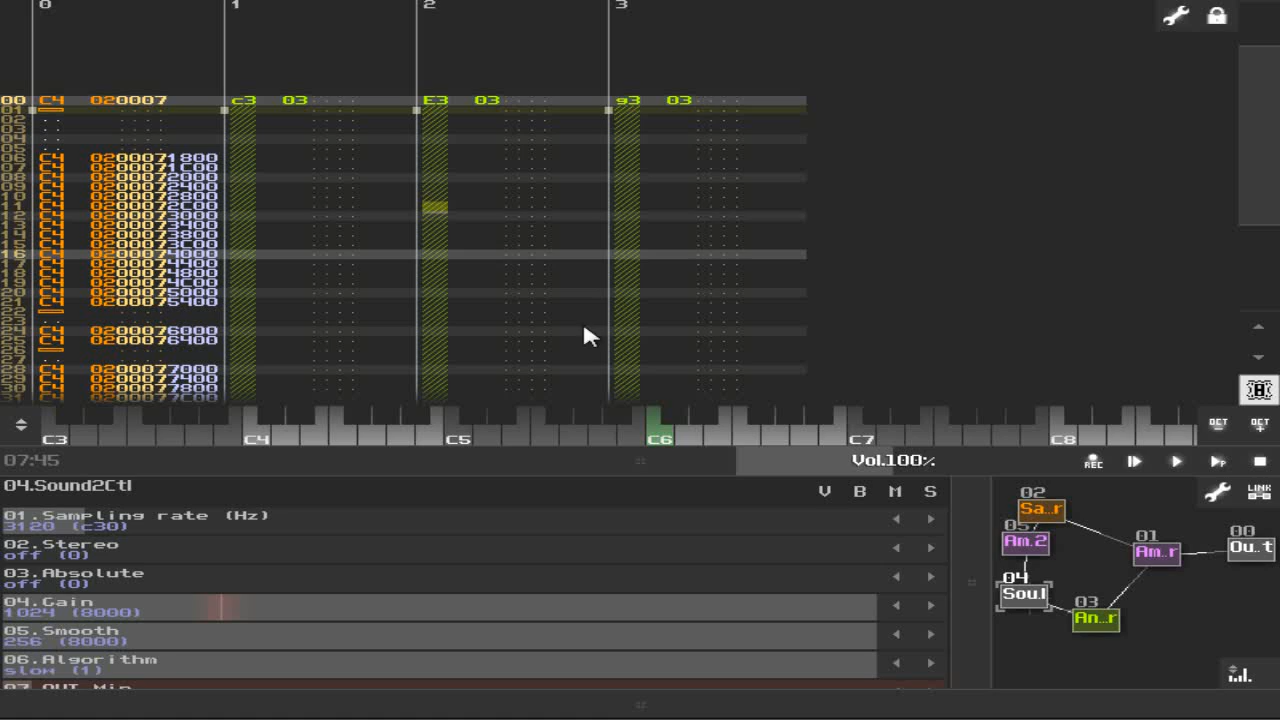 0 1 2 3
00 C4 020007 c3 03 E3 03 g3 03
01
02
03
04
05
06 C4 0200071800
07 C4 0200071C00
08 C4 0200072000
09 C4 0200072400
10 C4 0200072800
11 C4 0200072C00
12 C4 0200073000
13 C4 0200073400
14 C4 0200073800
15 C4 0200073C00
16 C4 0200074000
17 C4 0200074400
18 C4 0200074800
19 C4 0200074C00
20 C4 0200075000
21 C4 0200075400
22
23
24 C4 0200076000
25 C4 0200076400
26
27
28 C4 0200077000
29 C4 0200077400
30 C4 0200077800
31 C4 0200077C00
C3 C4 C5 C6 C7 C8 OCT - OCT +
07:45 Vol.100% REC P
04.Sound2Ctl V B M S
01.Sampling rate (Hz)
3120 (c30)
02.Stereo
off (0)
03.Absolute
off (0)
04.Gain
1024 (8000)
05.Smooth
256 (8000)
06.Algorithm
slow (1)
07.OUT Min
LINK
02
Sa..r
057
Am.2
01
Am.r
00
Ou.t
04
Sou.l
03
An..r